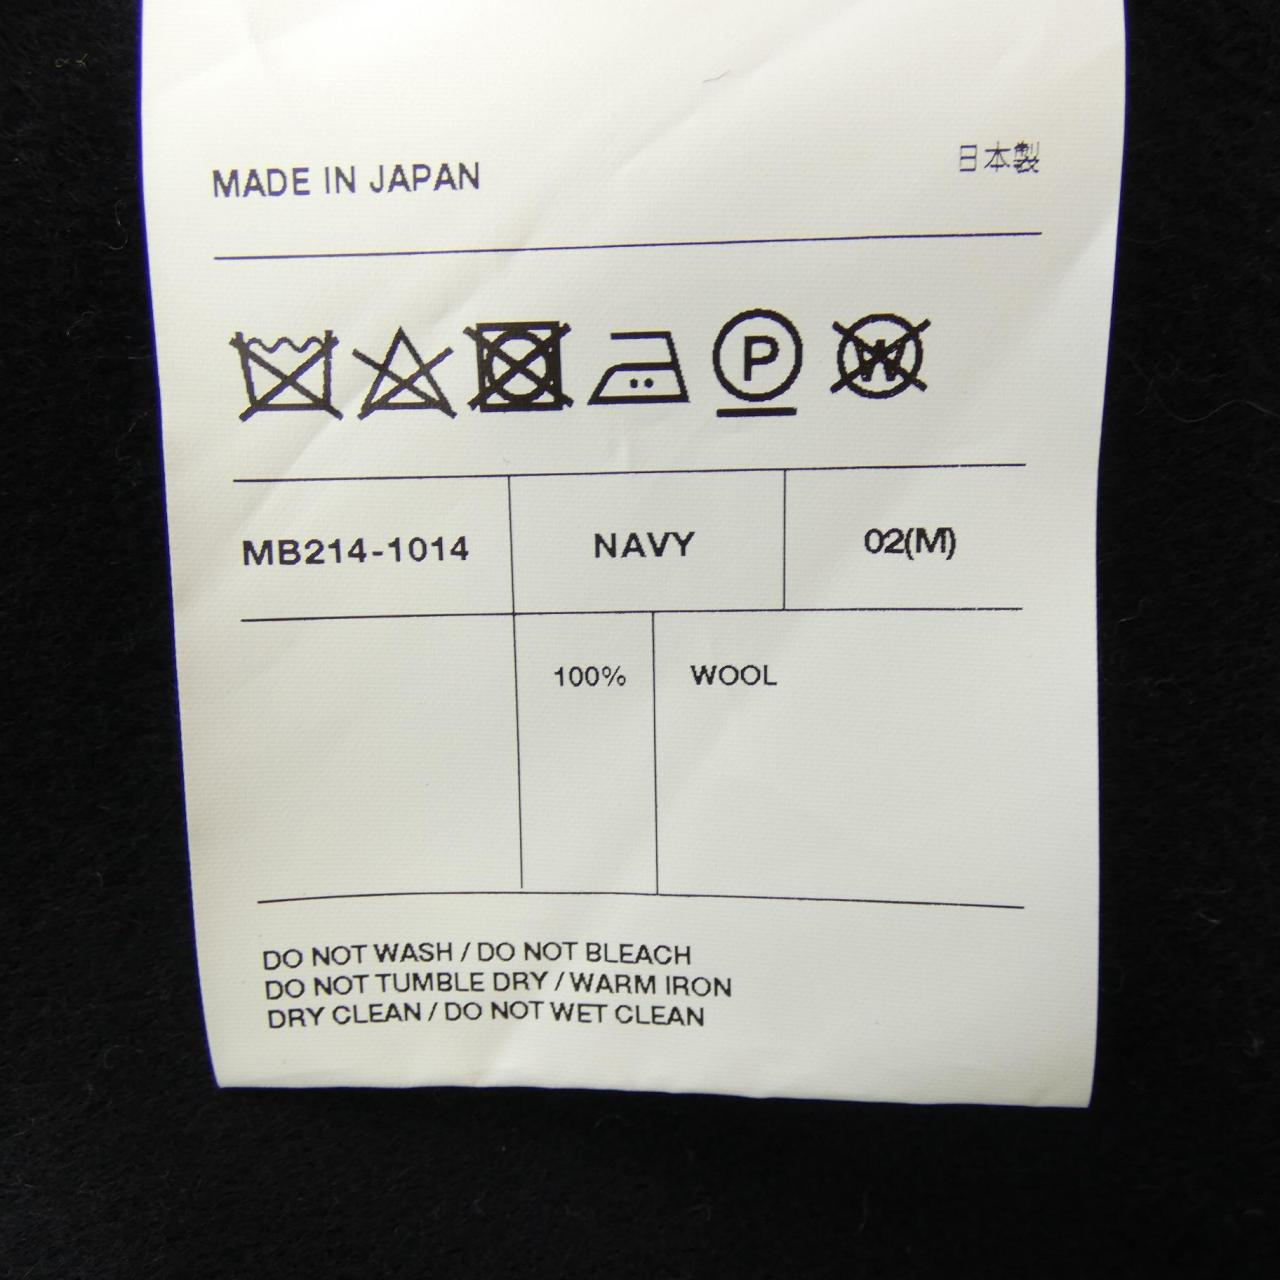 MADE IN JAPAN
日本製
P
W
MB214-1014
NAVY
02(M)
100%
WOOL
DO NOT WASH / DO NOT BLEACH
DO NOT TUMBLE DRY / WARM IRON
DRY CLEAN / DO NOT WET CLEAN